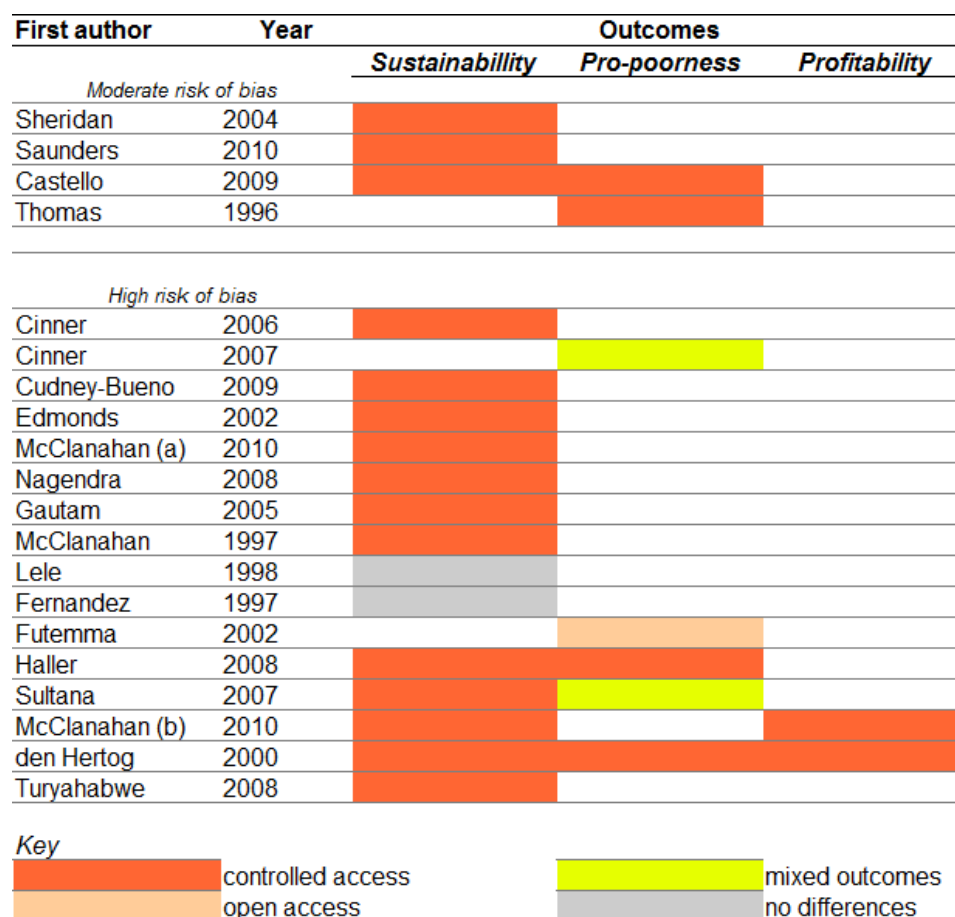 First author Year Outcomes
Sustainabillity Pro-poorness Profitability
Moderate risk of bias
Sheridan 2004
Saunders 2010
Castello 2009
Thomas 1996
High risk of bias
Cinner 2006
Cinner 2007
Cudney-Bueno 2009
Edmonds 2002
McClanahan (a) 2010
Nagendra 2008
Gautam 2005
McClanahan 1997
Lele 1998
Fernandez 1997
Futemma 2002
Haller 2008
Sultana 2007
McClanahan (b) 2010
den Hertog 2000
Turyahabwe 2008
Key
controlled access mixed outcomes
open access no differences